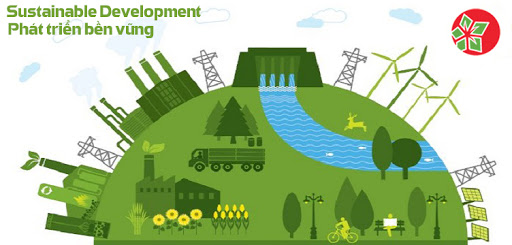 Sustainable Development
Phát triển bền vững